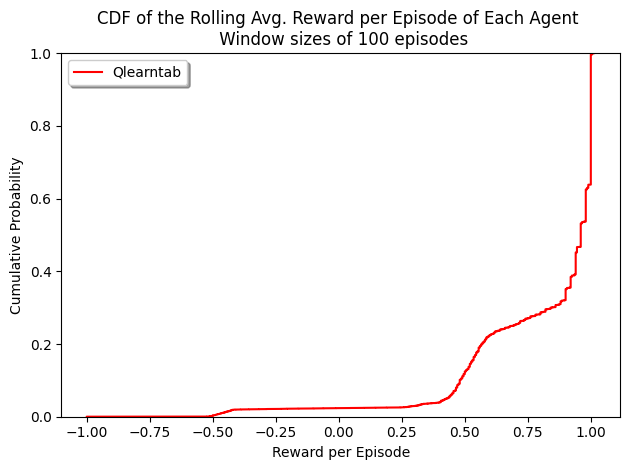 CDF of the Rolling Avg. Reward per Episode of Each Agent
Window sizes of 100 episodes
Qlearntab
Cumulative Probability
1.0
0.8
0.6
0.4
0.2
0.0
−1.00 −0.75 −0.50 −0.25 0.00 0.25 0.50 0.75 1.00
Reward per Episode